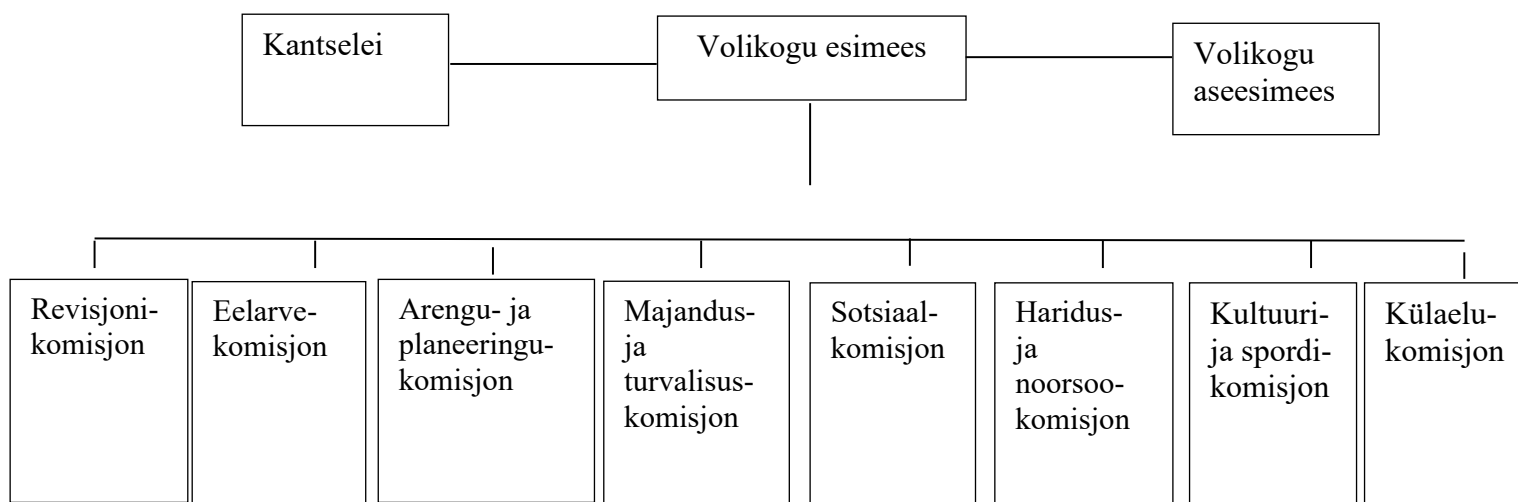 Kantselei
Volikogu esimees
Volikogu
aseesimees
Revisjoni-
komisjon
Eelarve-
komisjon
Arengu- ja
planeeringu-
komisjon
Majandus-
ja
turvalisus-
komisjon
Sotsiaal-
komisjon
Haridus-
ja
noorsoo-
komisjon
Kultuuri-
ja spordi-
komisjon
Külaelu-
komisjon